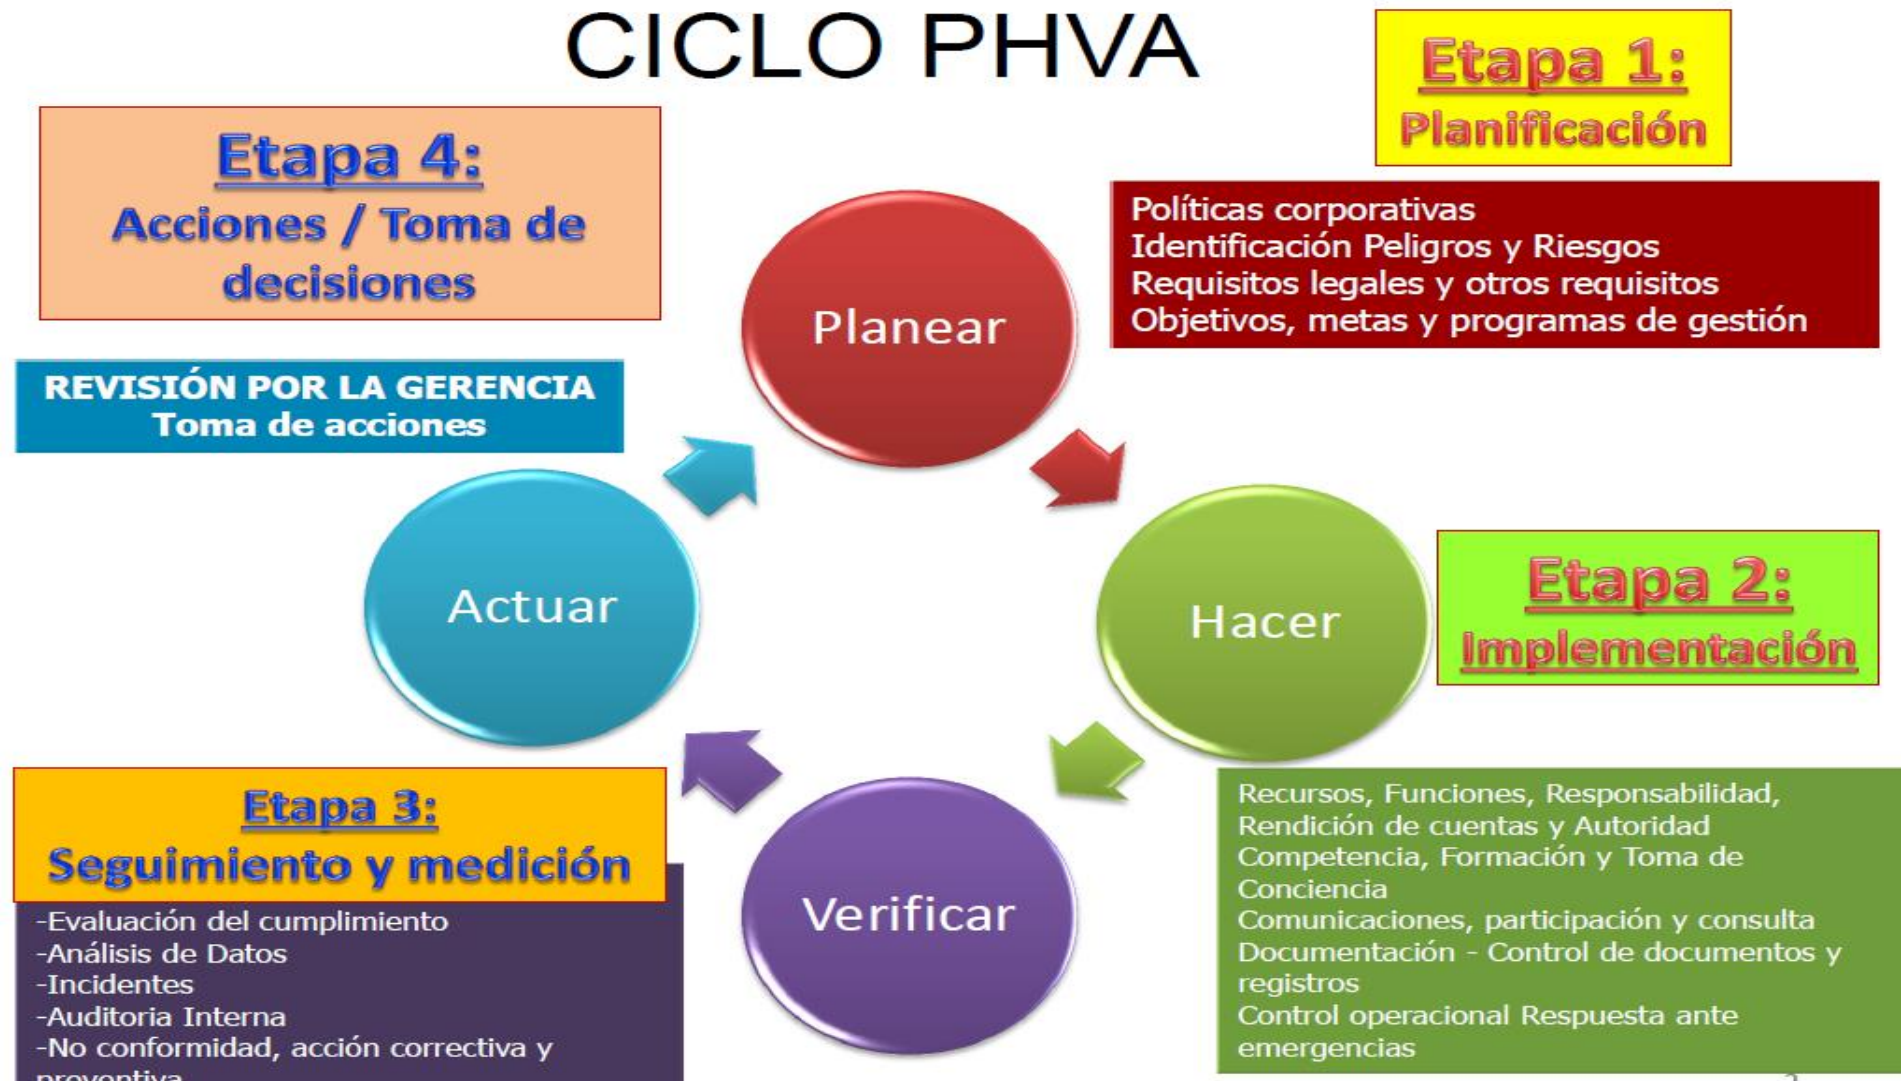 CICLO PHVA
Etapa 1:
Planificación
Políticas corporativas
Identificación Peligros y Riesgos
Requisitos legales y otros requisitos
Objetivos, metas y programas de gestión
Planear
Etapa 2:
Implementación
Hacer
Recursos, Funciones, Responsabilidad,
Rendición de cuentas y Autoridad
Competencia, Formación y Toma de
Conciencia
Comunicaciones, participación y consulta
Documentación - Control de documentos y
registros
Control operacional Respuesta ante
emergencias
Verificar
Etapa 3:
Seguimiento y medición
-Evaluación del cumplimiento
-Análisis de Datos
-Incidentes
-Auditoria Interna
-No conformidad, acción correctiva y
preventiva
Etapa 4:
Acciones / Toma de
decisiones
REVISIÓN POR LA GERENCIA
Toma de acciones
Actuar